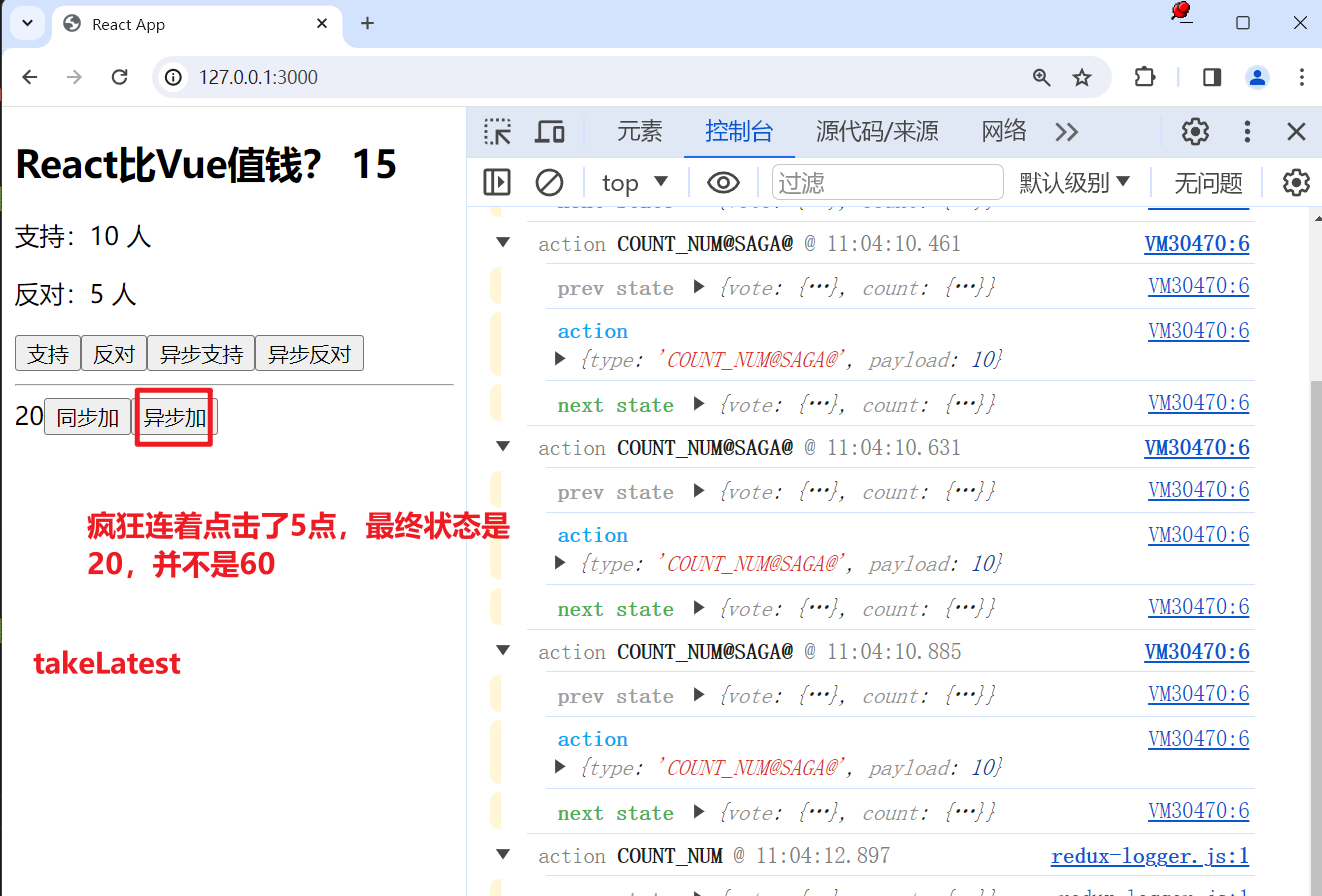 React App
127.0.0.1:3000
React比Vue值钱？ 15
支持：10 人
反对：5 人
支持 反对 异步支持 异步反对
20 同步加 异步加
疯狂连着点击了5点，最终状态是
20，并不是60
takeLatest
元素 控制台 源代码/来源 网络
top 过滤 默认级别 无问题
action COUNT_NUM@SAGA@ @ 11:04:10.461 VM30470:6
prev state {vote: {…}, count: {…}} VM30470:6
action VM30470:6
{type: 'COUNT_NUM@SAGA@', payload: 10}
next state {vote: {…}, count: {…}} VM30470:6
action COUNT_NUM@SAGA@ @ 11:04:10.631 VM30470:6
prev state {vote: {…}, count: {…}} VM30470:6
action VM30470:6
{type: 'COUNT_NUM@SAGA@', payload: 10}
next state {vote: {…}, count: {…}} VM30470:6
action COUNT_NUM@SAGA@ @ 11:04:10.885 VM30470:6
prev state {vote: {…}, count: {…}} VM30470:6
action VM30470:6
{type: 'COUNT_NUM@SAGA@', payload: 10}
next state {vote: {…}, count: {…}} VM30470:6
action COUNT_NUM @ 11:04:12.897 redux-logger.js:1